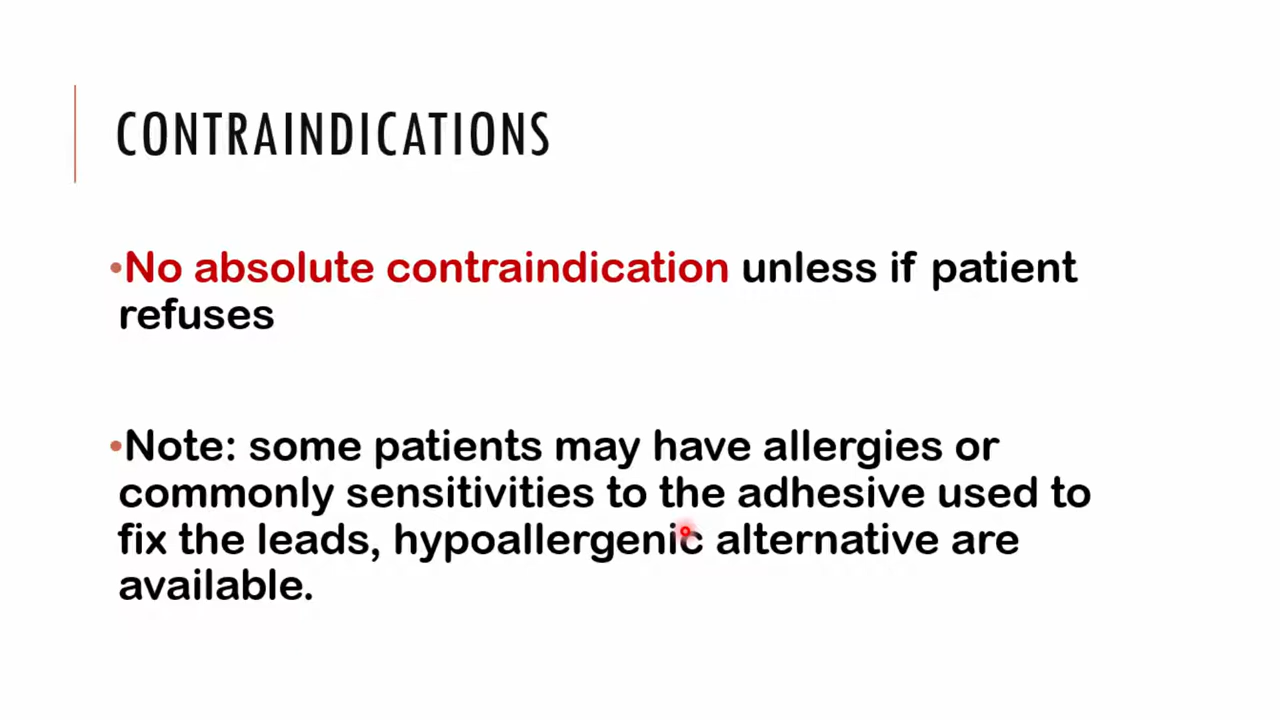 CONTRAINDICATIONS
•No absolute contraindication unless if patient
refuses
•Note: some patients may have allergies or
commonly sensitivities to the adhesive used to
fix the leads, hypoallergenic alternative are
available.